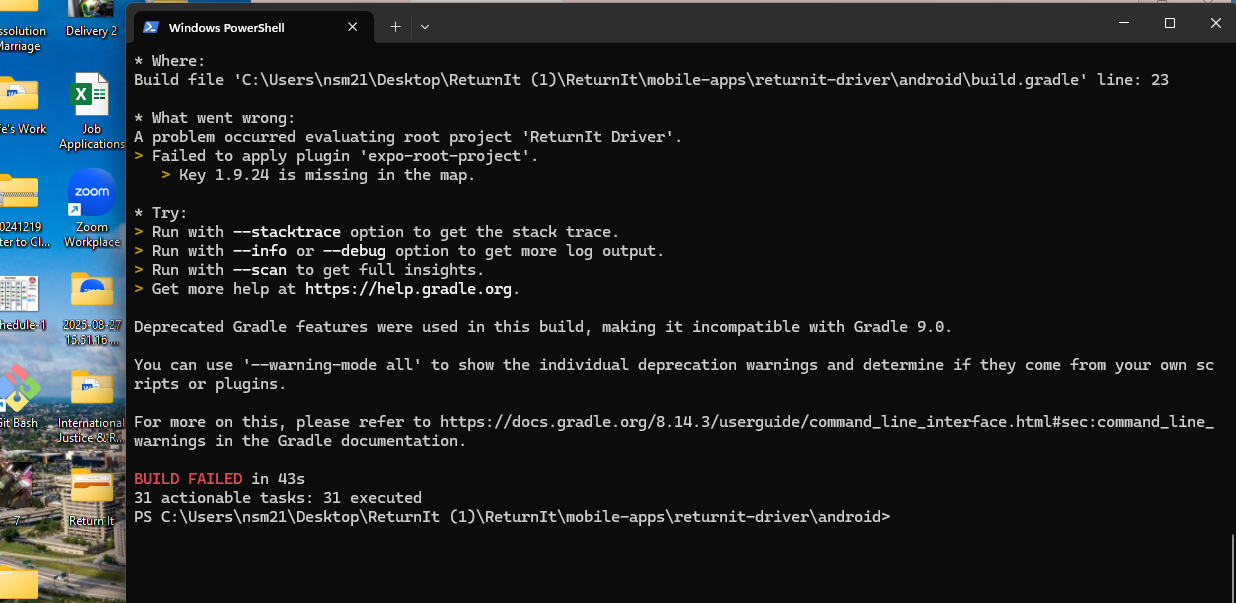 Windows PowerShell
* Where:
Build file 'C:\Users\nsm21\Desktop\ReturnIt (1)\ReturnIt\mobile-apps\returnit-driver\android\build.gradle' line: 23
* What went wrong:
A problem occurred evaluating root project 'ReturnIt Driver'.
> Failed to apply plugin 'expo-root-project'.
> Key 1.9.24 is missing in the map.
* Try:
> Run with --stacktrace option to get the stack trace.
> Run with --info or --debug option to get more log output.
> Run with --scan to get full insights.
> Get more help at https://help.gradle.org.
Deprecated Gradle features were used in this build, making it incompatible with Gradle 9.0.
You can use '--warning-mode all' to show the individual deprecation warnings and determine if they come from your own sc
ripts or plugins.
For more on this, please refer to https://docs.gradle.org/8.14.3/userguide/command_line_interface.html#sec:command_line_
warnings in the Gradle documentation.
BUILD FAILED in 43s
31 actionable tasks: 31 executed
PS C:\Users\nsm21\Desktop\ReturnIt (1)\ReturnIt\mobile-apps\returnit-driver\android>
ssolution
Marriage
Delivery 2
fe's Work
Job
Applications
0241219
ter to Cl...
zoom
Zoom
Workplace
hedule-1
2025-08-27
15.51.16 ...
Git Bash
International
Justice & R...
7
Return It